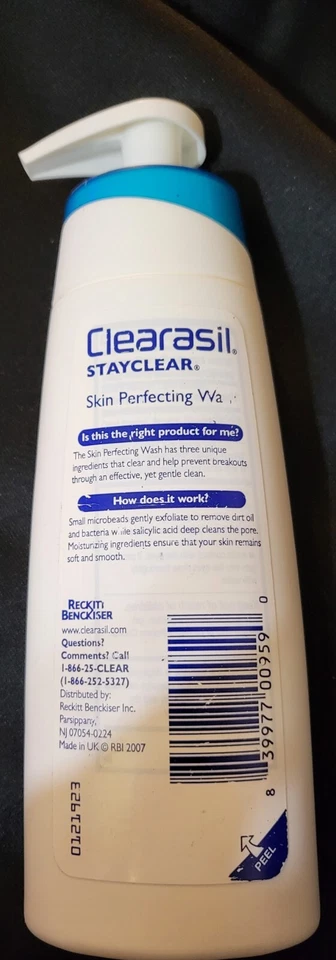 Clearasil®
STAYCLEAR®
Skin Perfecting Wa
Is this the right product for me?
The Skin Perfecting Wash has three unique
ingredients that clear and help prevent breakouts
through an effective, yet gentle clean.
How does it work?
Small microbeads gently exfoliate to remove dirt oil
and bacteria w ile salicylic acid deep cleans the pore.
Moisturizing ingredients ensure that your skin remains
soft and smooth.
RECKITT
BENCKISER
www.clearasil.com
Questions?
Comments? Call
1-866-25-CLEAR
(1-866-252-5327)
Distributed by:
Reckitt Benckiser Inc.
Parsippany,
NJ 07054-0224
Made in UK © RBI 2007
8 39977 00959 0
PEEL